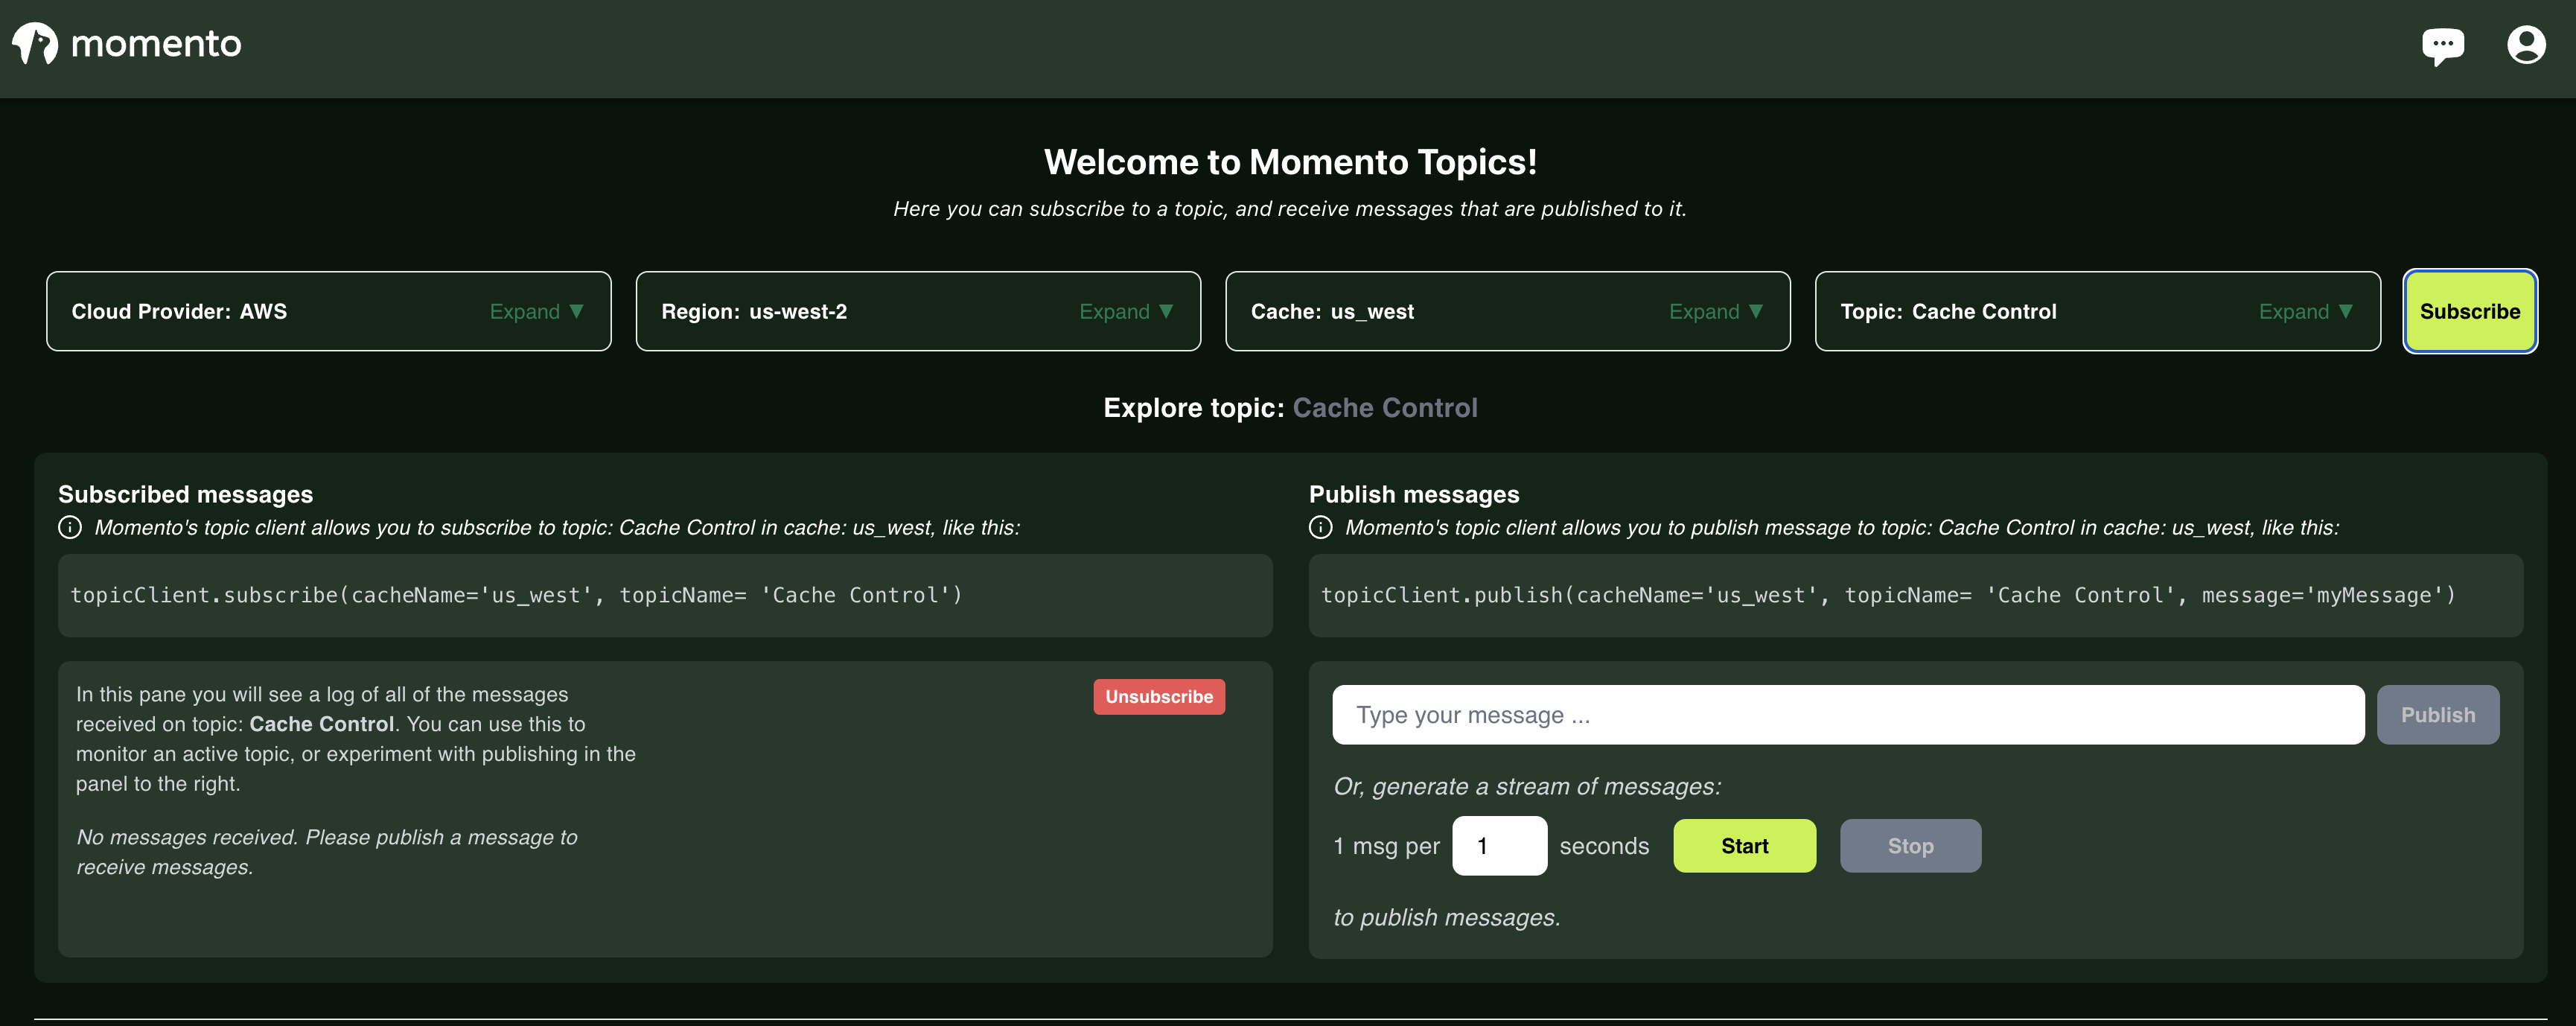 momento
Welcome to Momento Topics!
Here you can subscribe to a topic, and receive messages that are published to it.
Cloud Provider: AWS Expand ▼
Region: us-west-2 Expand ▼
Cache: us_west Expand ▼
Topic: Cache Control Expand ▼
Subscribe
Explore topic: Cache Control
Subscribed messages
Momento's topic client allows you to subscribe to topic: Cache Control in cache: us_west, like this:
topicClient.subscribe(cacheName='us_west', topicName= 'Cache Control')
In this pane you will see a log of all of the messages
received on topic: Cache Control. You can use this to
monitor an active topic, or experiment with publishing in the
panel to the right.
Unsubscribe
No messages received. Please publish a message to
receive messages.
Publish messages
Momento's topic client allows you to publish message to topic: Cache Control in cache: us_west, like this:
topicClient.publish(cacheName='us_west', topicName= 'Cache Control', message='myMessage')
Type your message ...
Publish
Or, generate a stream of messages:
1 msg per 1 seconds Start Stop
to publish messages.